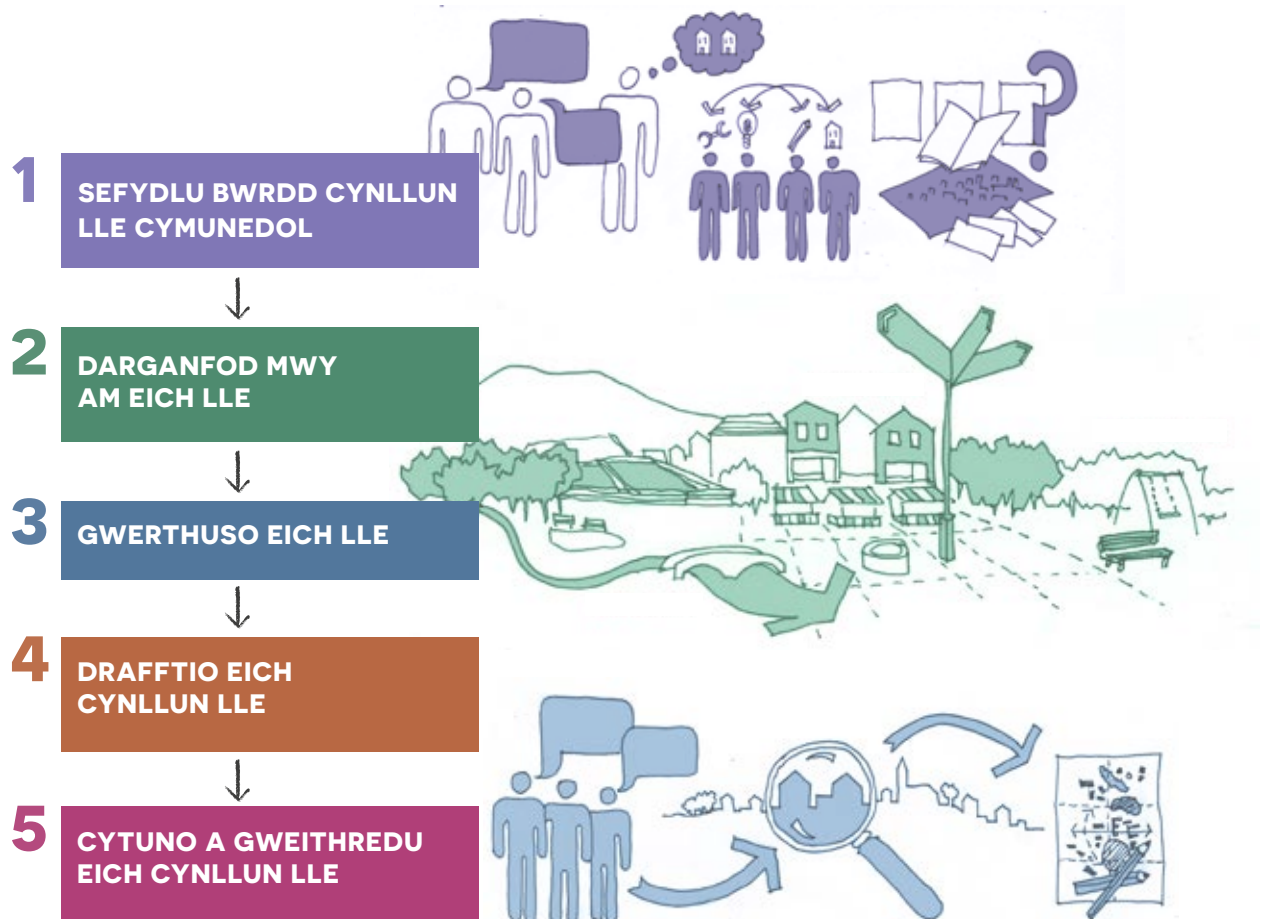 1
SEFYDLU BWRDD CYNLLUN
LLE CYMUNEDOL
2
DARGANFOD MWY
AM EICH LLE
3
GWERTHUSO EICH LLE
4
DRAFFTIO EICH
CYNLLUN LLE
5
CYTUNO A GWEITHREDU
EICH CYNLLUN LLE